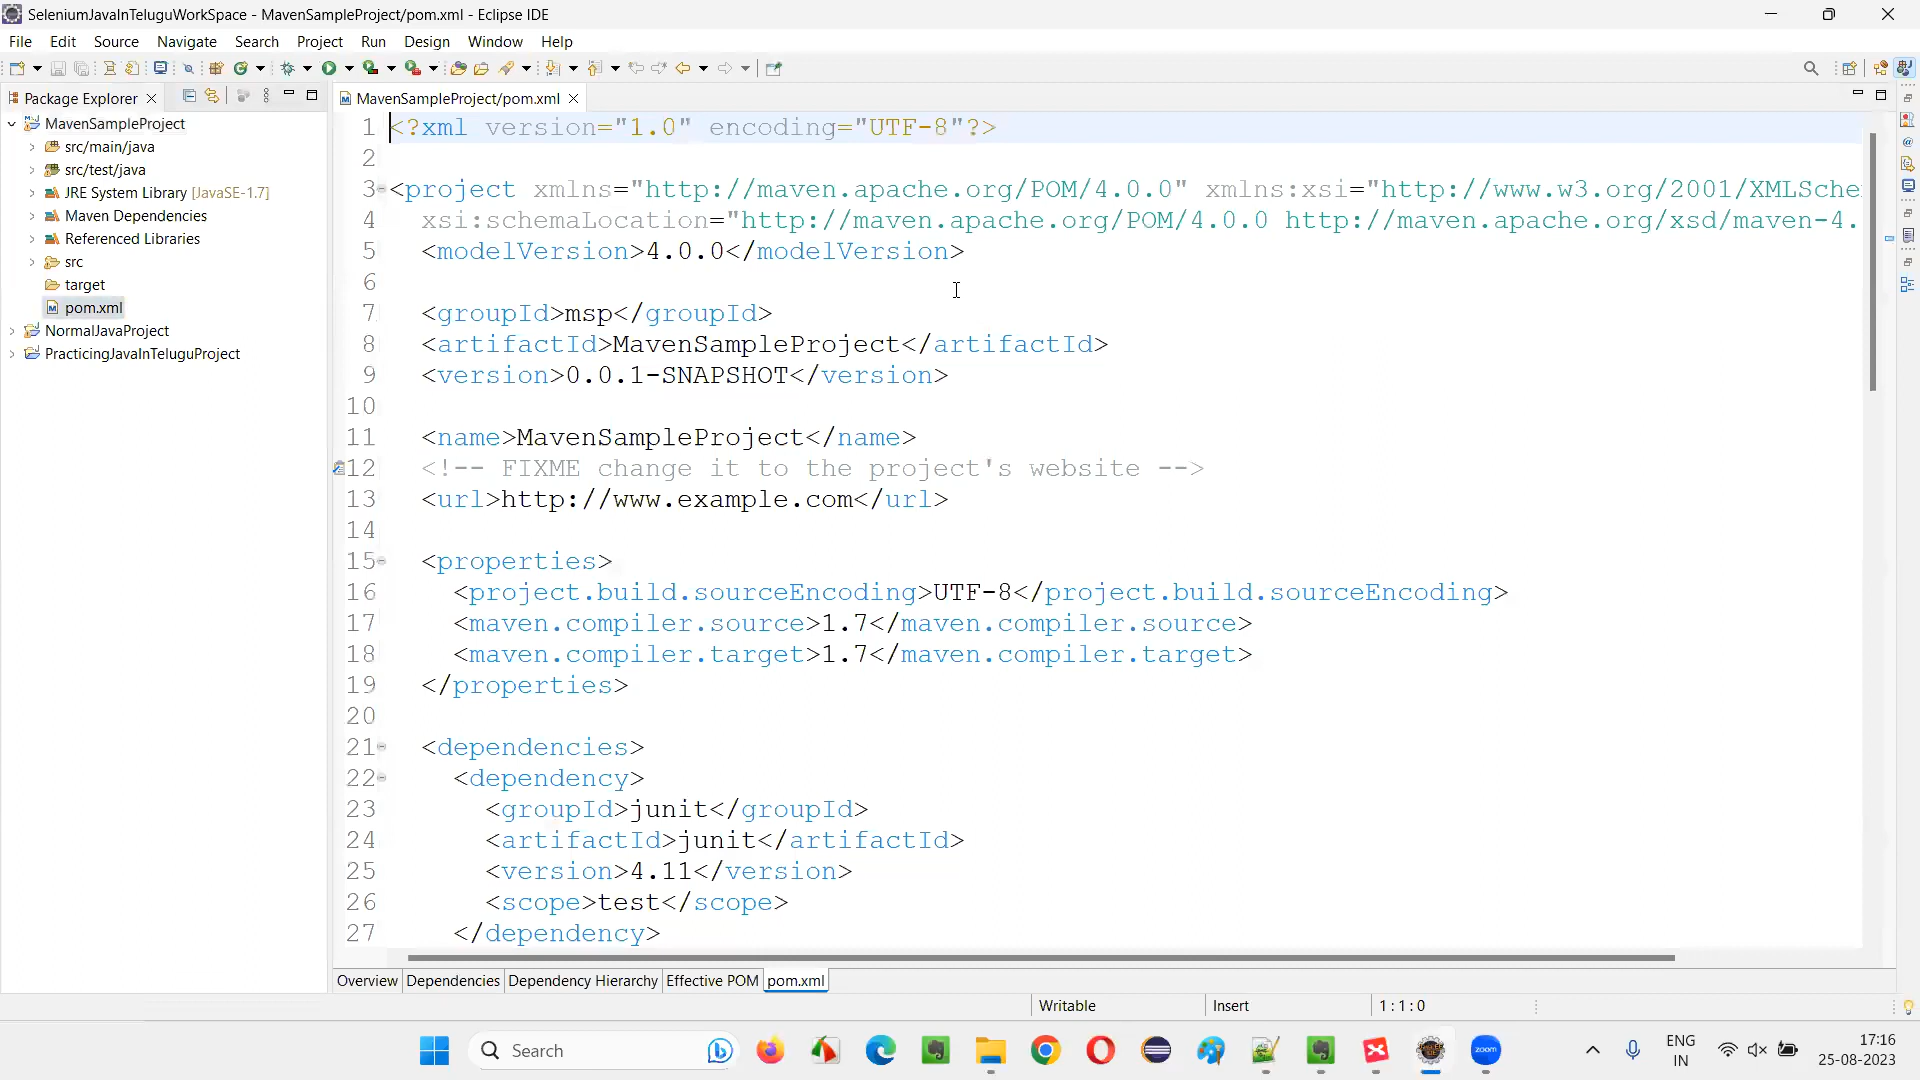 SeleniumJavaInTeluguWorkSpace - MavenSampleProject/pom.xml - Eclipse IDE
File Edit Source Navigate Search Project Run Design Window Help
Package Explorer
MavenSampleProject/pom.xml
MavenSampleProject
src/main/java
src/test/java
JRE System Library [JavaSE-1.7]
Maven Dependencies
Referenced Libraries
src
target
pom.xml
NormalJavaProject
PracticingJavaInTeluguProject
1 <?xml version="1.0" encoding="UTF-8"?>
2
3 <project xmlns="http://maven.apache.org/POM/4.0.0" xmlns:xsi="http://www.w3.org/2001/XMLSche
4 xsi:schemaLocation="http://maven.apache.org/POM/4.0.0 http://maven.apache.org/xsd/maven-4.
5 <modelVersion>4.0.0</modelVersion>
6
7 <groupId>msp</groupId>
8 <artifactId>MavenSampleProject</artifactId>
9 <version>0.0.1-SNAPSHOT</version>
10
11 <name>MavenSampleProject</name>
12 <!-- FIXME change it to the project's website -->
13 <url>http://www.example.com</url>
14
15 <properties>
16 <project.build.sourceEncoding>UTF-8</project.build.sourceEncoding>
17 <maven.compiler.source>1.7</maven.compiler.source>
18 <maven.compiler.target>1.7</maven.compiler.target>
19 </properties>
20
21 <dependencies>
22 <dependency>
23 <groupId>junit</groupId>
24 <artifactId>junit</artifactId>
25 <version>4.11</version>
26 <scope>test</scope>
27 </dependency>
Overview Dependencies Dependency Hierarchy Effective POM pom.xml
Writable Insert 1 : 1 : 0
Search
zoom
ENG
IN
17:16
25-08-2023